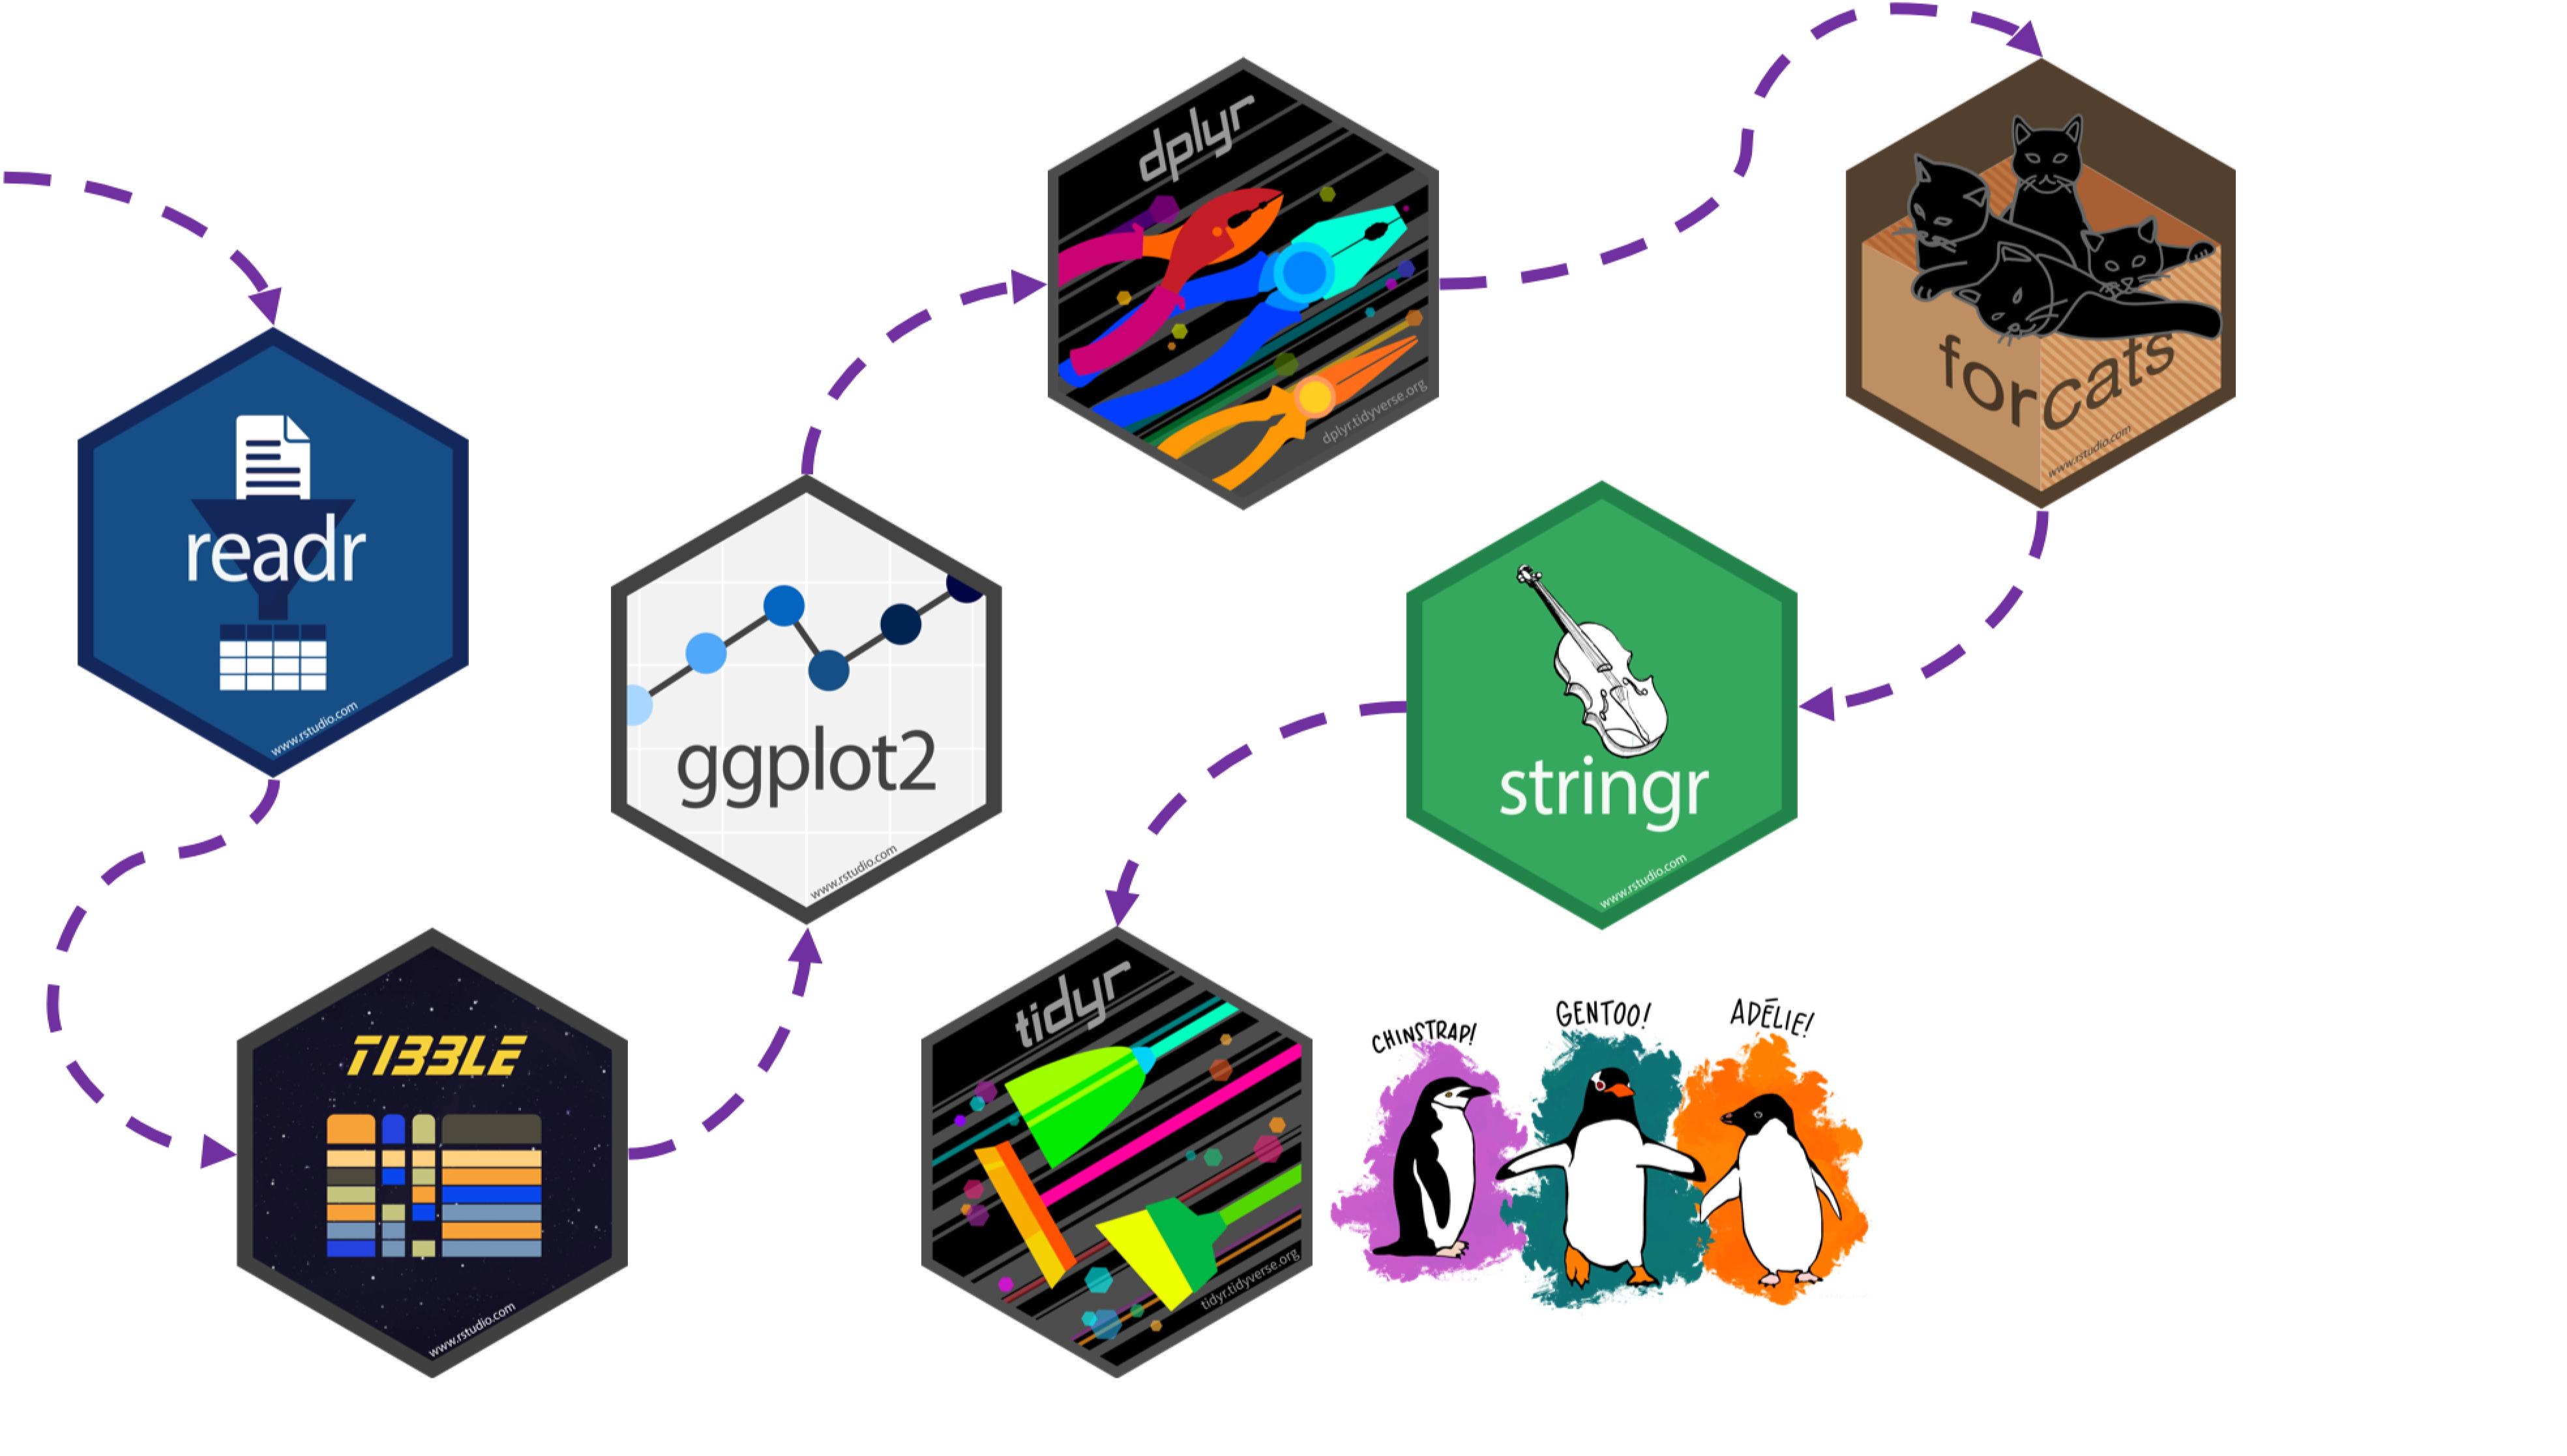 readr
www.rstudio.com
TIBBLE
www.rstudio.com
ggplot2
www.rstudio.com
dplyr
dplyr.tidyverse.org
forcats
www.rstudio.com
stringr
www.rstudio.com
tidyr
tidyr.tidyverse.org
CHINSTRAP!
GENTOO!
ADĒLIE!